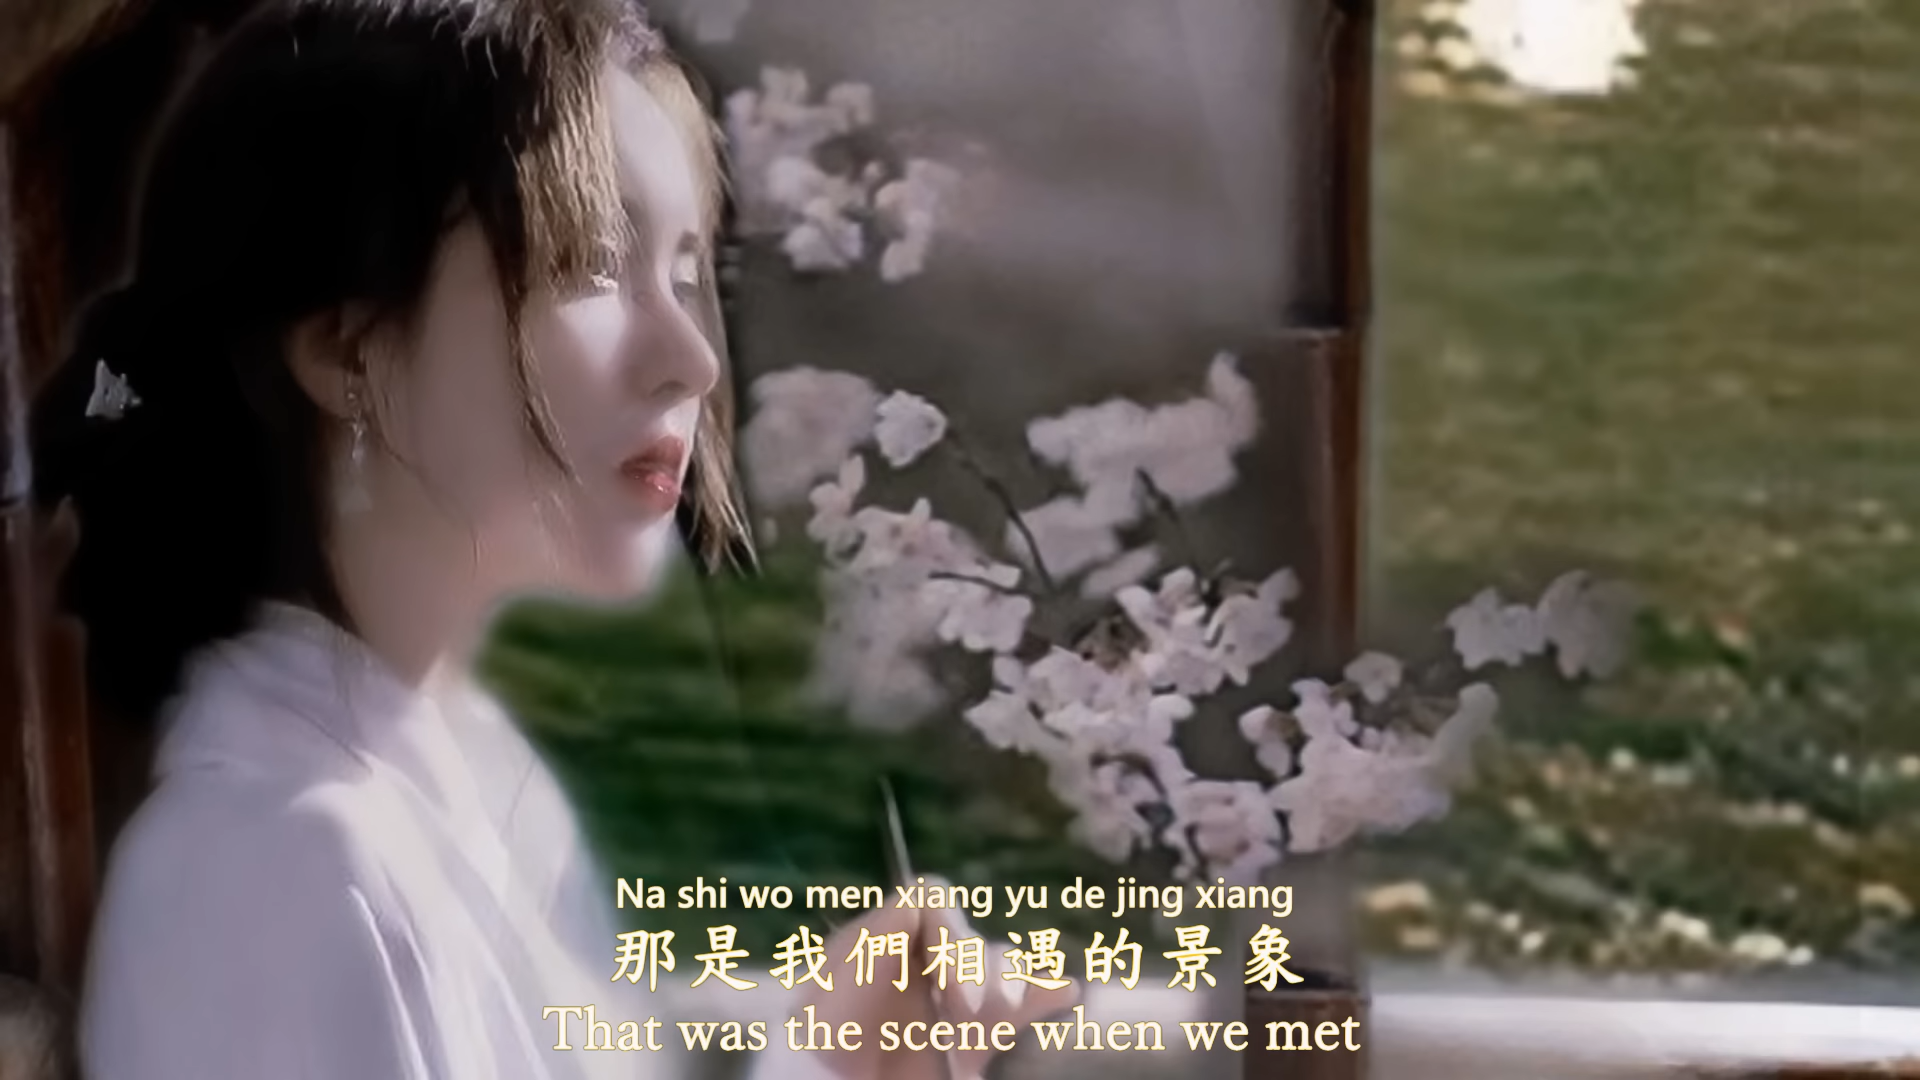 Na shi wo men xiang yu de jing xiang
那是我們相遇的景象
That was the scene when we met